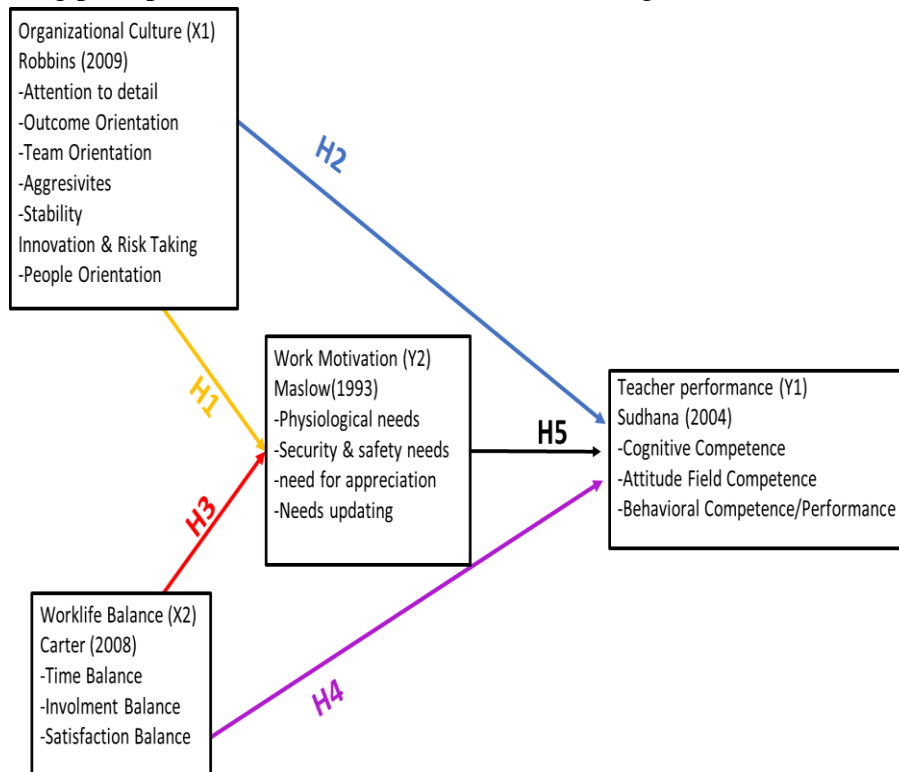 Organizational Culture (X1)
Robbins (2009)
-Attention to detail
-Outcome Orientation
-Team Orientation
-Aggresivites
-Stability
Innovation & Risk Taking
-People Orientation
H2
H1
Work Motivation (Y2)
Maslow(1993)
-Physiological needs
-Security & safety needs
-need for appreciation
-Needs updating
H5
Teacher performance (Y1)
Sudhana (2004)
-Cognitive Competence
-Attitude Field Competence
-Behavioral Competence/Performance
H3
Worklife Balance (X2)
Carter (2008)
-Time Balance
-Involment Balance
-Satisfaction Balance
H4